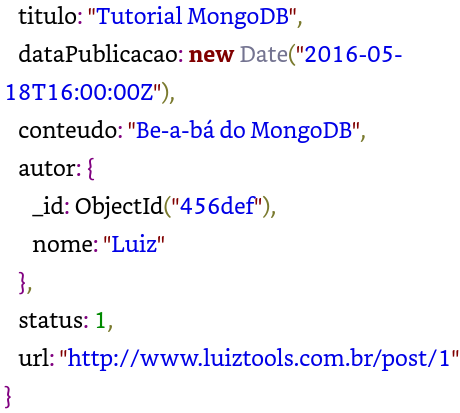 titulo: "Tutorial MongoDB",
dataPublicacao: new Date("2016-05-
18T16:00:00Z"),
conteudo: "Be-a-bá do MongoDB",
autor: {
_id: ObjectId("456def"),
nome: "Luiz"
},
status: 1,
url: "http://www.luiztools.com.br/post/1"
}